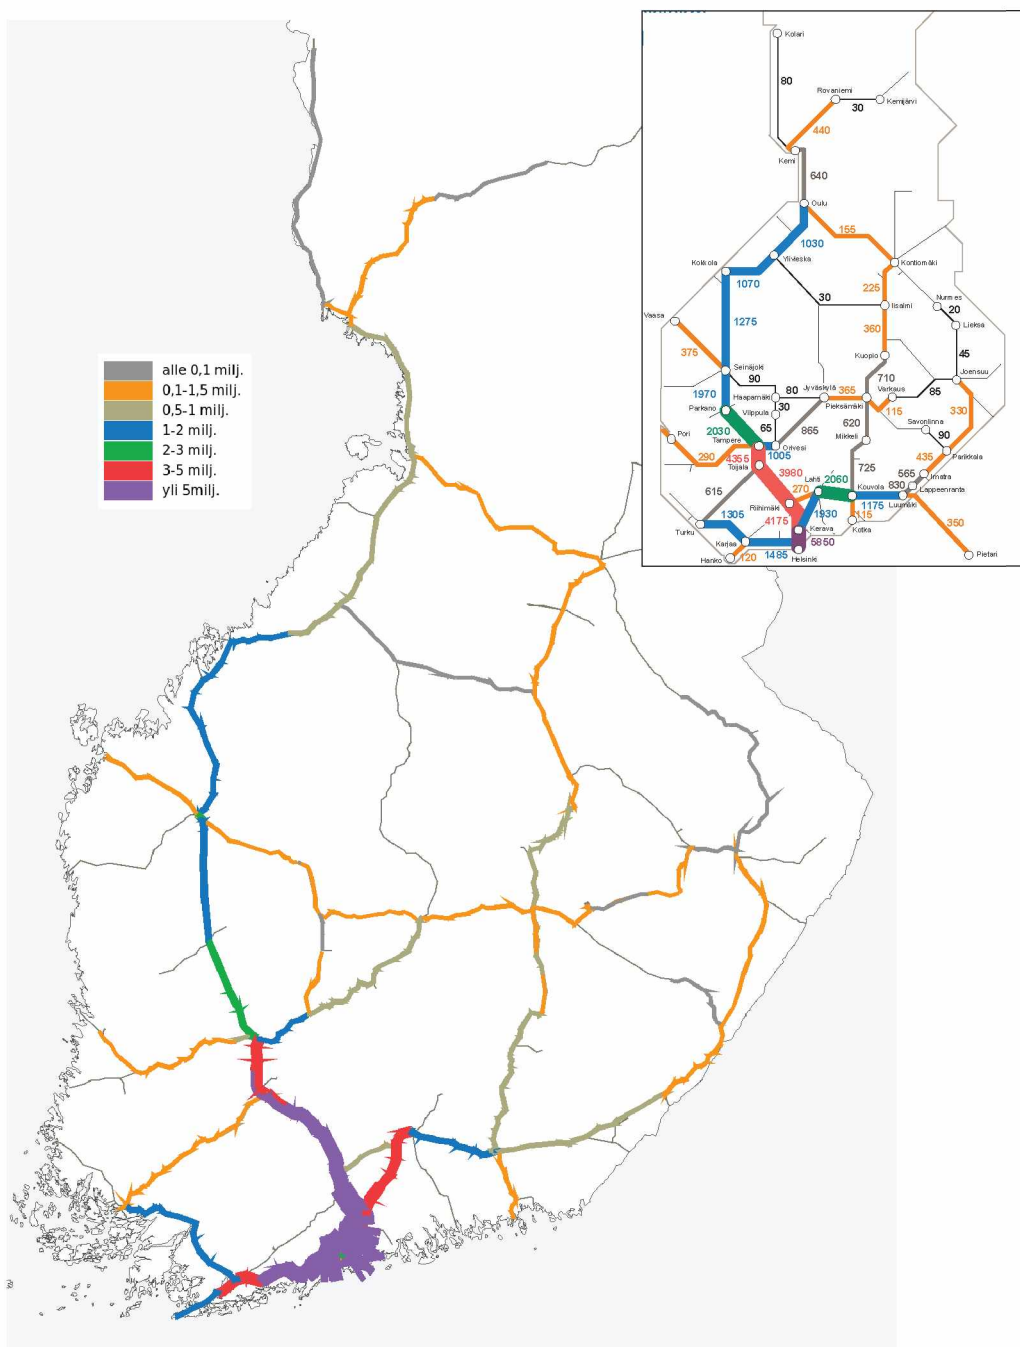 alle 0,1 milj.
0,1-1,5 milj.
0,5-1 milj.
1-2 milj.
2-3 milj.
3-5 milj.
yli 5milj.
Kolari
80
Rovaniemi
30
Kemijärvi
440
Kemi
640
Oulu
155
1030
Ylivieska
Kokkola
1070
Kontiomäki
225
30
Iisalmi
Nurmes
20
Lieksa
1275
Vaasa
375
360
Kuopio
45
Seinäjoki
90
710
Joensuu
1970
Haapamäki
80
Jyväskylä
365
Varkaus
85
Parkano
Vilppula
30
Pieksämäki
115
330
2030
65
865
620
Savonlinna
Pori
Tampere
Orivesi
Mikkeli
90
290
4355
1005
435
Parikkala
Toijala
3980
725
565
Imatra
615
270
Lahti
2060
Kouvola
830
Lappeenranta
Riihimäki
1175
Luumäki
1305
4175
1930
115
350
Turku
Kerava
Kotka
Karjaa
5850
Hanko
120
1485
Helsinki
Pietari